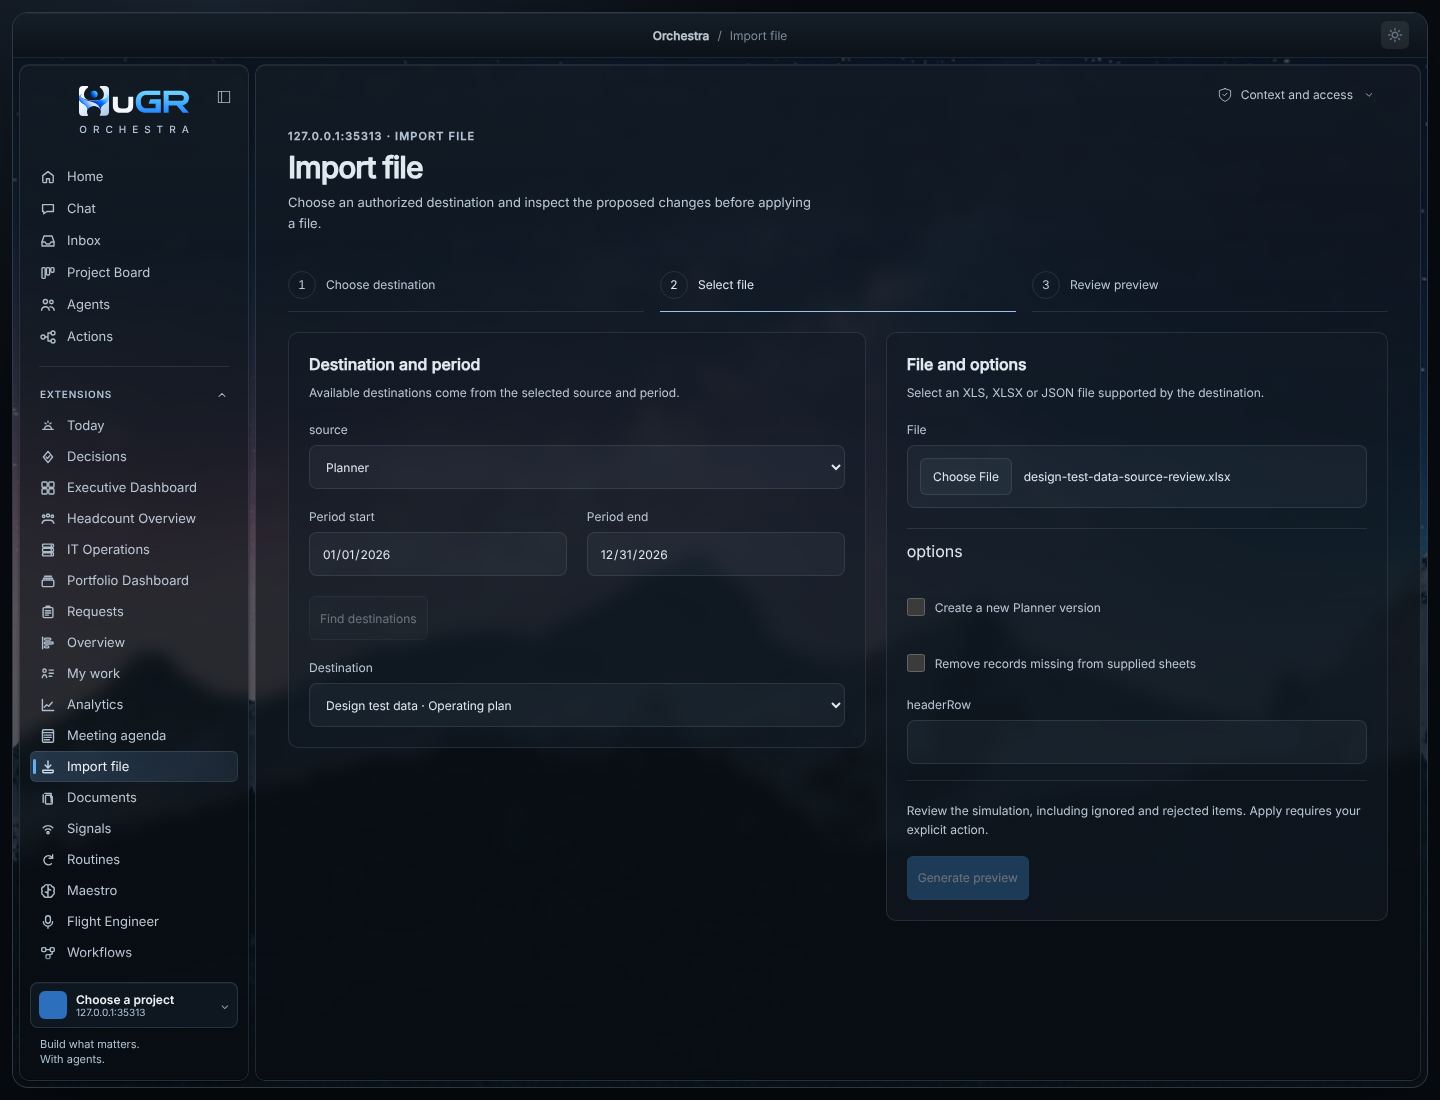 Orchestra / Import file
HuGR
ORCHESTRA
Home
Chat
Inbox
Project Board
Agents
Actions
EXTENSIONS
Today
Decisions
Executive Dashboard
Headcount Overview
IT Operations
Portfolio Dashboard
Requests
Overview
My work
Analytics
Meeting agenda
Import file
Documents
Signals
Routines
Maestro
Flight Engineer
Workflows
Choose a project
127.0.0.1:35313
Build what matters.
With agents.
Context and access
127.0.0.1:35313 · IMPORT FILE
Import file
Choose an authorized destination and inspect the proposed changes before applying
a file.
1 Choose destination
2 Select file
3 Review preview
Destination and period
Available destinations come from the selected source and period.
source
Planner
Period start
Period end
01/01/2026
12/31/2026
Find destinations
Destination
Design test data · Operating plan
File and options
Select an XLS, XLSX or JSON file supported by the destination.
File
Choose File design-test-data-source-review.xlsx
options
Create a new Planner version
Remove records missing from supplied sheets
headerRow
Review the simulation, including ignored and rejected items. Apply requires your
explicit action.
Generate preview